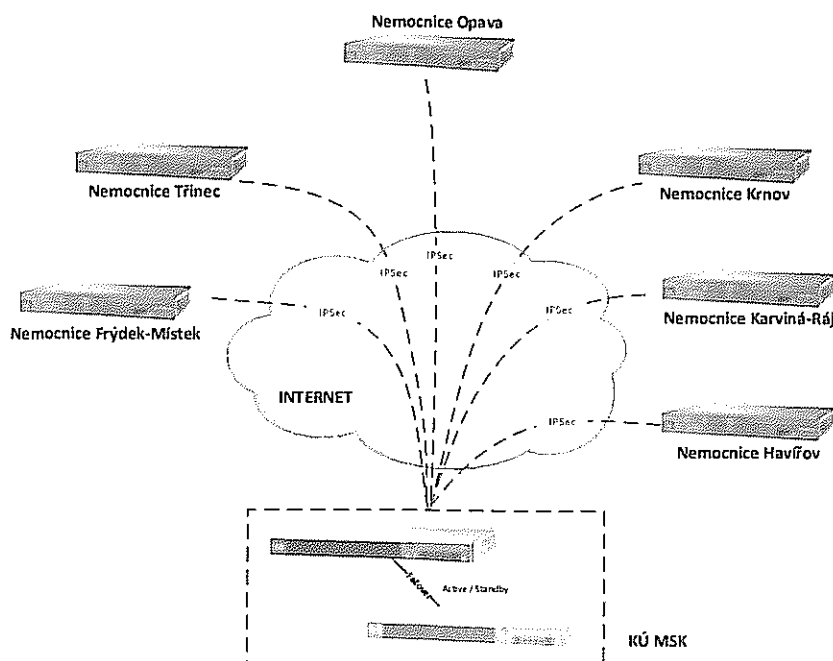 Nemocnice Opava
Nemocnice Třinec
Nemocnice Krnov
IPSec
IPSec
IPSec
Nemocnice Frýdek-Místek
IPSec
IPSec
Nemocnice Karviná-Ráj
INTERNET
IPSec
Nemocnice Havířov
Failover
Active / Standby
KÚ MSK